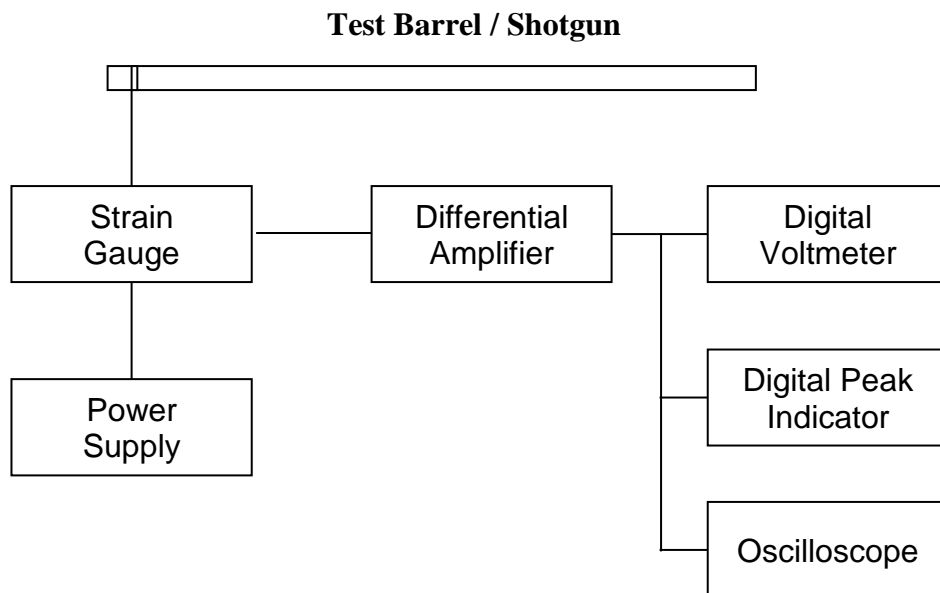 Test Barrel / Shotgun
Strain
Gauge
Differential
Amplifier
Digital
Voltmeter
Power
Supply
Digital Peak
Indicator
Oscilloscope